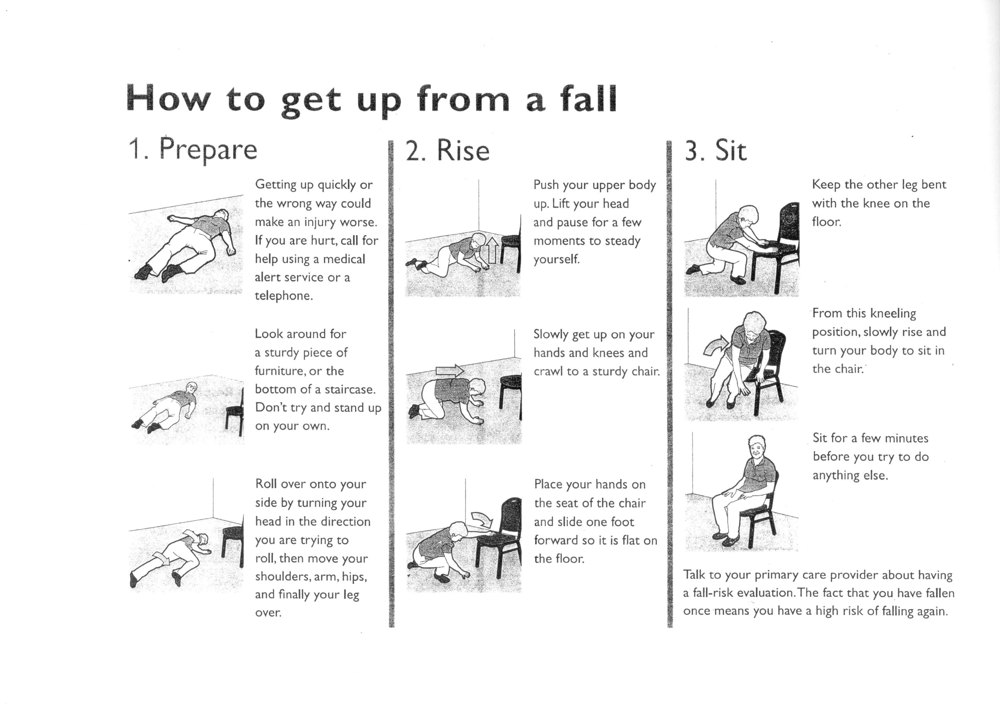 How to get up from a fall
1. Prepare
Getting up quickly or
the wrong way could
make an injury worse.
If you are hurt, call for
help using a medical
alert service or a
telephone.
Look around for
a sturdy piece of
furniture, or the
bottom of a staircase.
Don't try and stand up
on your own.
Roll over onto your
side by turning your
head in the direction
you are trying to
roll, then move your
shoulders, arm, hips,
and finally your leg
over.
2. Rise
Push your upper body
up. Lift your head
and pause for a few
moments to steady
yourself.
Slowly get up on your
hands and knees and
crawl to a sturdy chair.
Place your hands on
the seat of the chair
and slide one foot
forward so it is flat on
the floor.
3. Sit
Keep the other leg bent
with the knee on the
floor.
From this kneeling
position, slowly rise and
turn your body to sit in
the chair.
Sit for a few minutes
before you try to do
anything else.
Talk to your primary care provider about having
a fall-risk evaluation. The fact that you have fallen
once means you have a high risk of falling again.